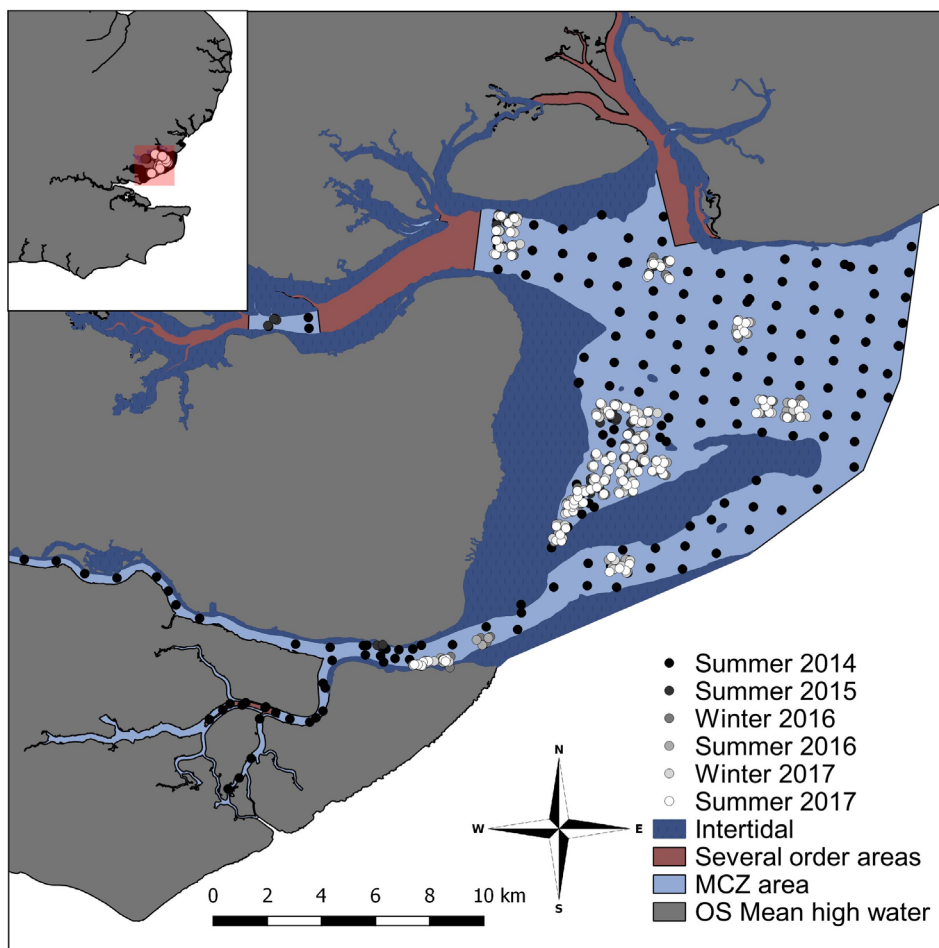 Summer 2014
Summer 2015
Winter 2016
Summer 2016
Winter 2017
Summer 2017
Intertidal
Several order areas
MCZ area
OS Mean high water
N
W E
S
0 2 4 6 8 10 km